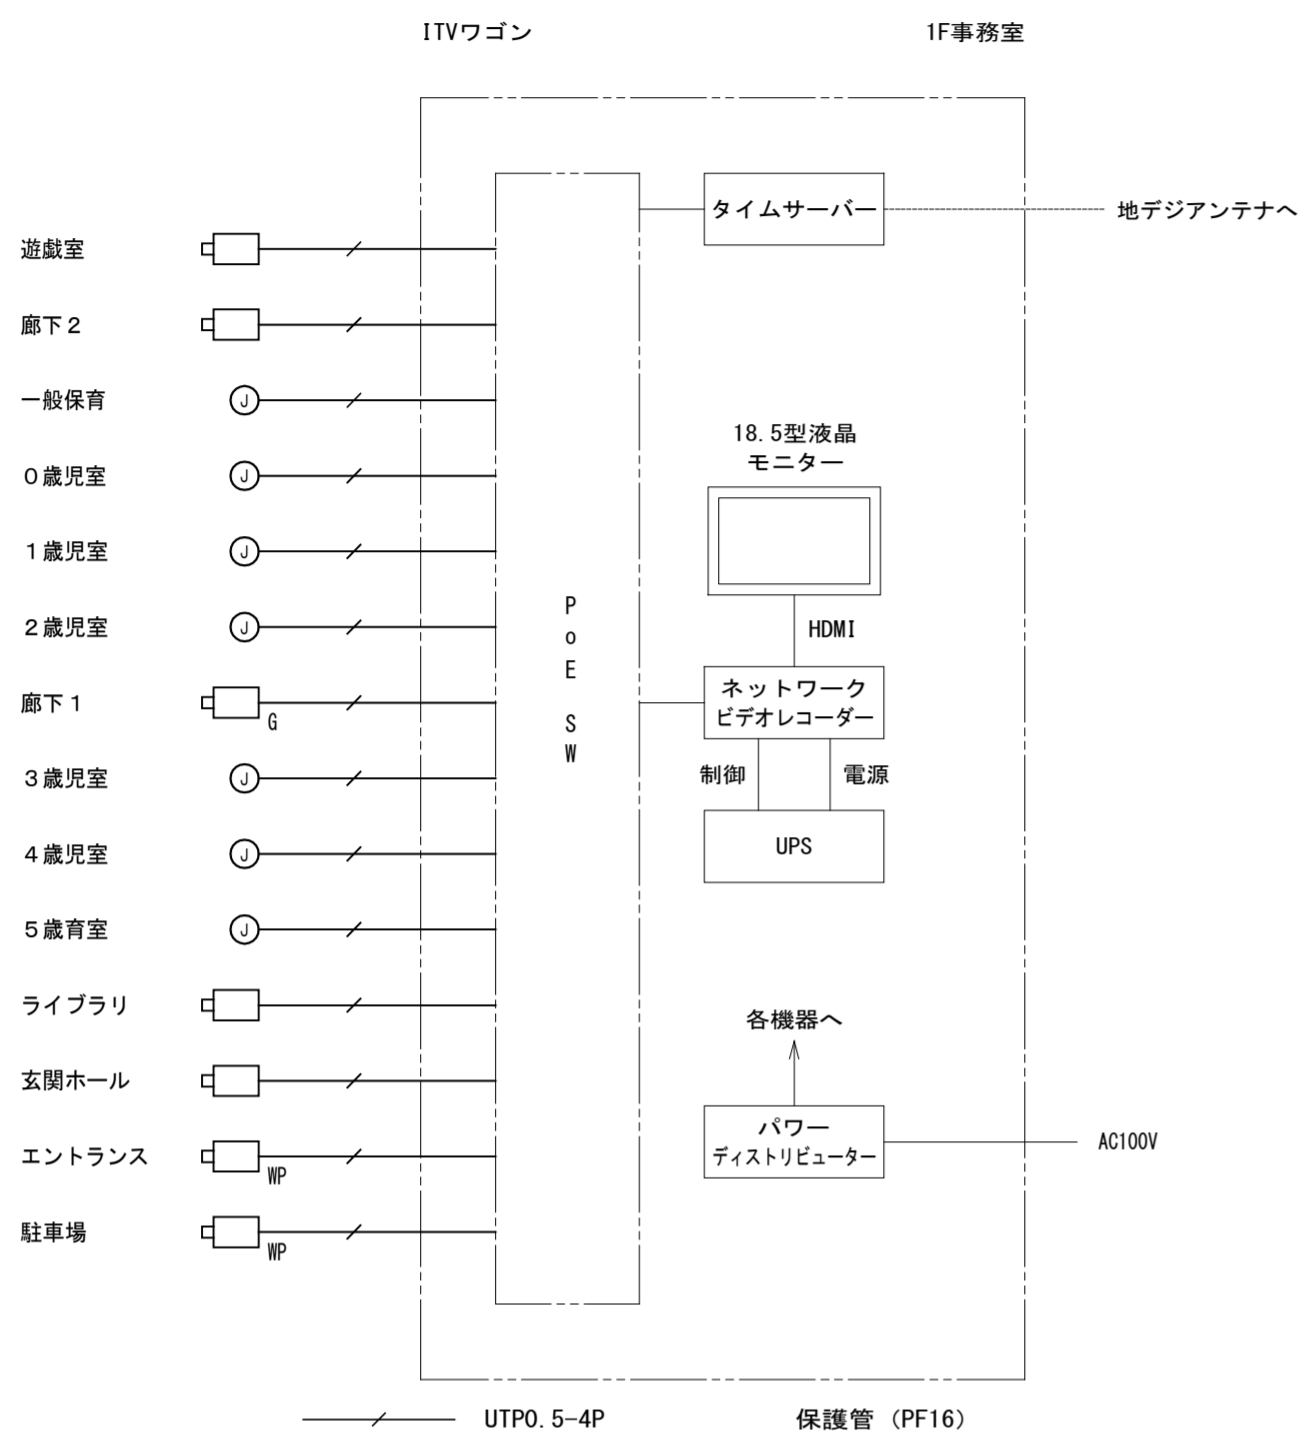 ITVワゴン
1F事務室
タイムサーバー
地デジアンテナへ
遊戯室
廊下2
一般保育
J
18.5型液晶
モニター
0歳児室
J
1歳児室
J
PoE SW
2歳児室
J
HDMI
廊下1
G
ネットワーク
ビデオレコーダー
3歳児室
J
制御
電源
4歳児室
J
UPS
5歳育室
J
ライブラリ
各機器へ
玄関ホール
パワー
ディストリビューター
AC100V
エントランス
WP
駐車場
WP
UTP0.5-4P
保護管（PF16）